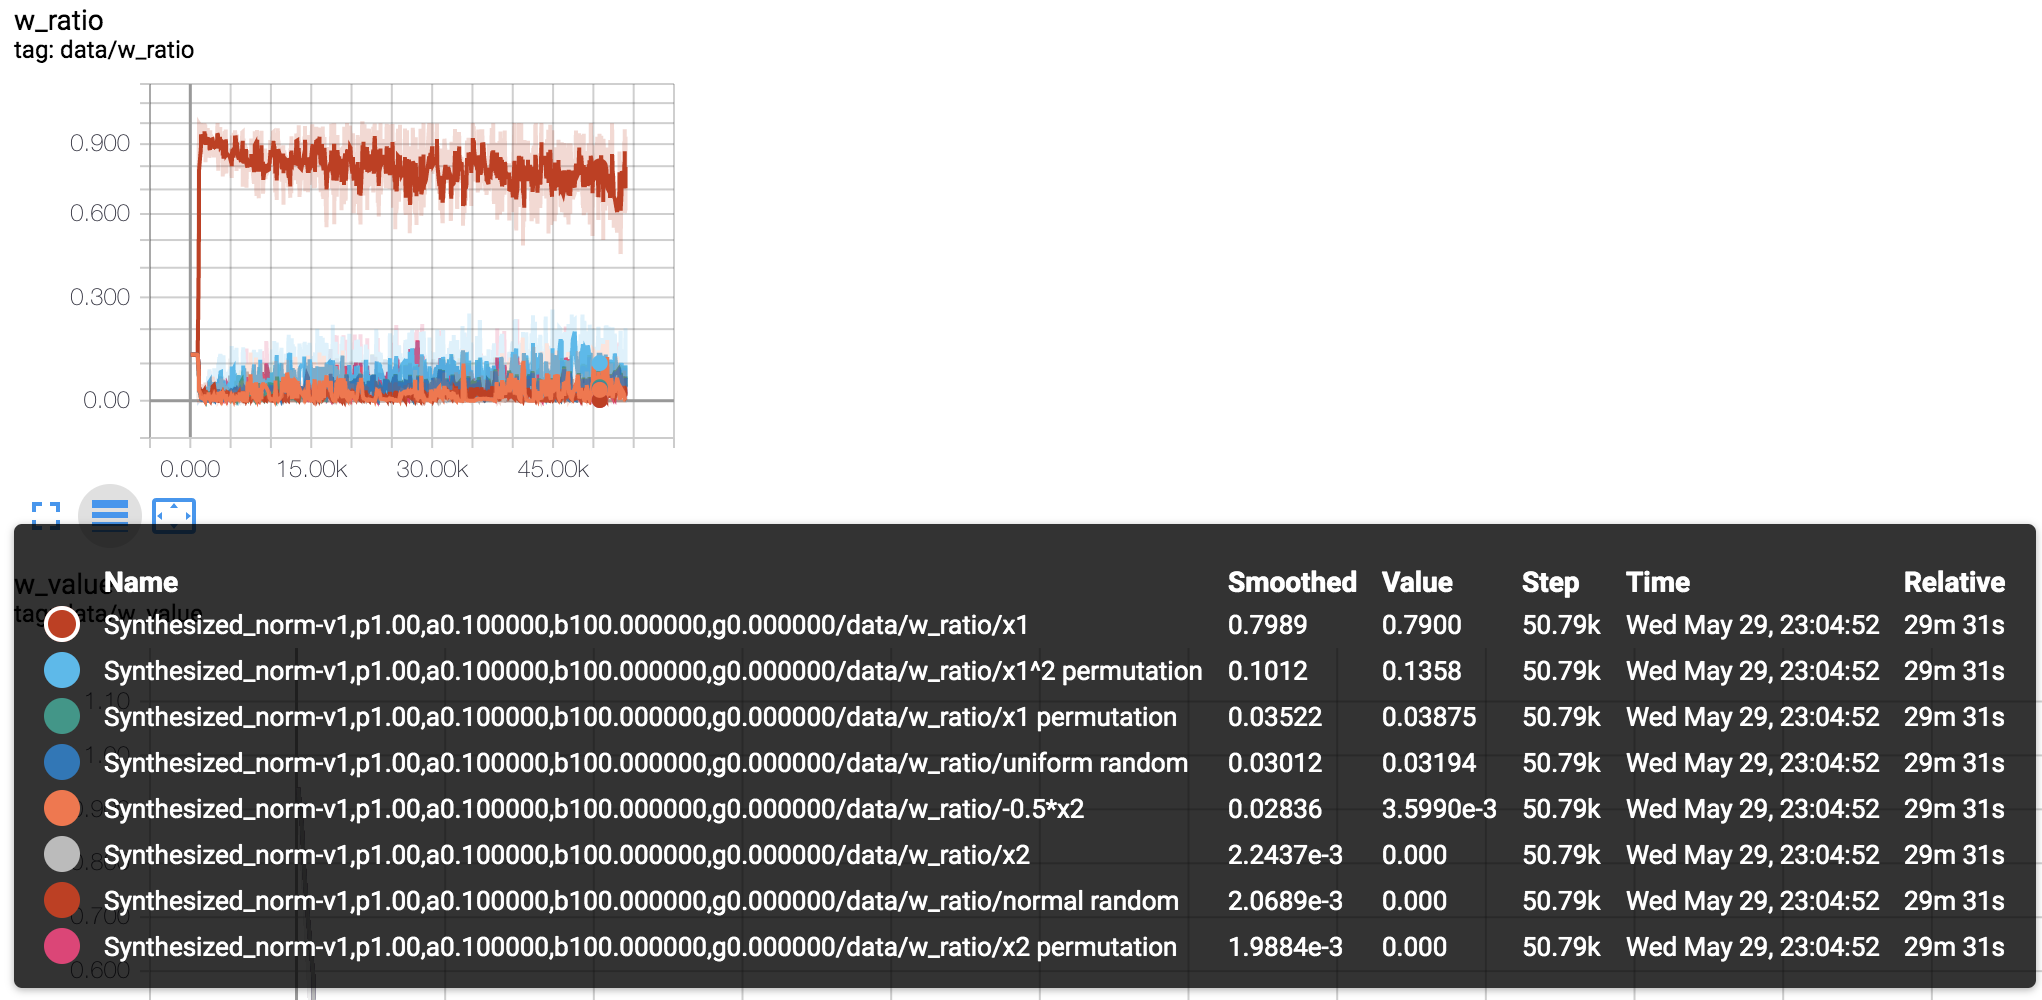 w_ratio
tag: data/w_ratio
0.900
0.600
0.300
0.00
0.000 15.00k 30.00k 45.00k
w_value
tag: data/w_value
Name Smoothed Value Step Time Relative
Synthesized_norm-v1,p1.00,a0.100000,b100.000000,g0.000000/data/w_ratio/x1 0.7989 0.7900 50.79k Wed May 29, 23:04:52 29m 31s
Synthesized_norm-v1,p1.00,a0.100000,b100.000000,g0.000000/data/w_ratio/x1^2 permutation 0.1012 0.1358 50.79k Wed May 29, 23:04:52 29m 31s
1.10
Synthesized_norm-v1,p1.00,a0.100000,b100.000000,g0.000000/data/w_ratio/x1 permutation 0.03522 0.03875 50.79k Wed May 29, 23:04:52 29m 31s
Synthesized_norm-v1,p1.00,a0.100000,b100.000000,g0.000000/data/w_ratio/uniform random 0.03012 0.03194 50.79k Wed May 29, 23:04:52 29m 31s
Synthesized_norm-v1,p1.00,a0.100000,b100.000000,g0.000000/data/w_ratio/-0.5*x2 0.02836 3.5990e-3 50.79k Wed May 29, 23:04:52 29m 31s
Synthesized_norm-v1,p1.00,a0.100000,b100.000000,g0.000000/data/w_ratio/x2 2.2437e-3 0.000 50.79k Wed May 29, 23:04:52 29m 31s
Synthesized_norm-v1,p1.00,a0.100000,b100.000000,g0.000000/data/w_ratio/normal random 2.0689e-3 0.000 50.79k Wed May 29, 23:04:52 29m 31s
0.700
Synthesized_norm-v1,p1.00,a0.100000,b100.000000,g0.000000/data/w_ratio/x2 permutation 1.9884e-3 0.000 50.79k Wed May 29, 23:04:52 29m 31s
0.600